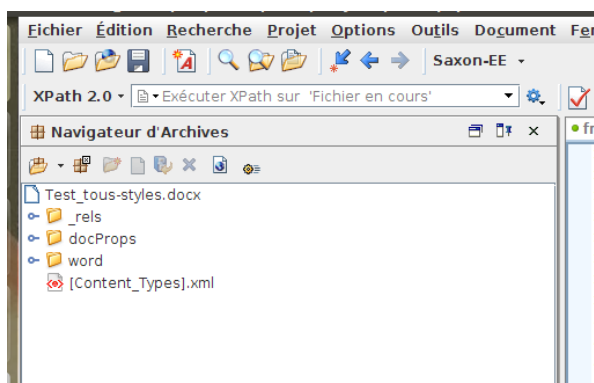 Fichier Édition Recherche Projet Options Outils Document
Saxon-EE
XPath 2.0 Exécuter XPath sur 'Fichier en cours'
Navigateur d'Archives
Test_tous-styles.docx
_rels
docProps
word
[Content_Types].xml